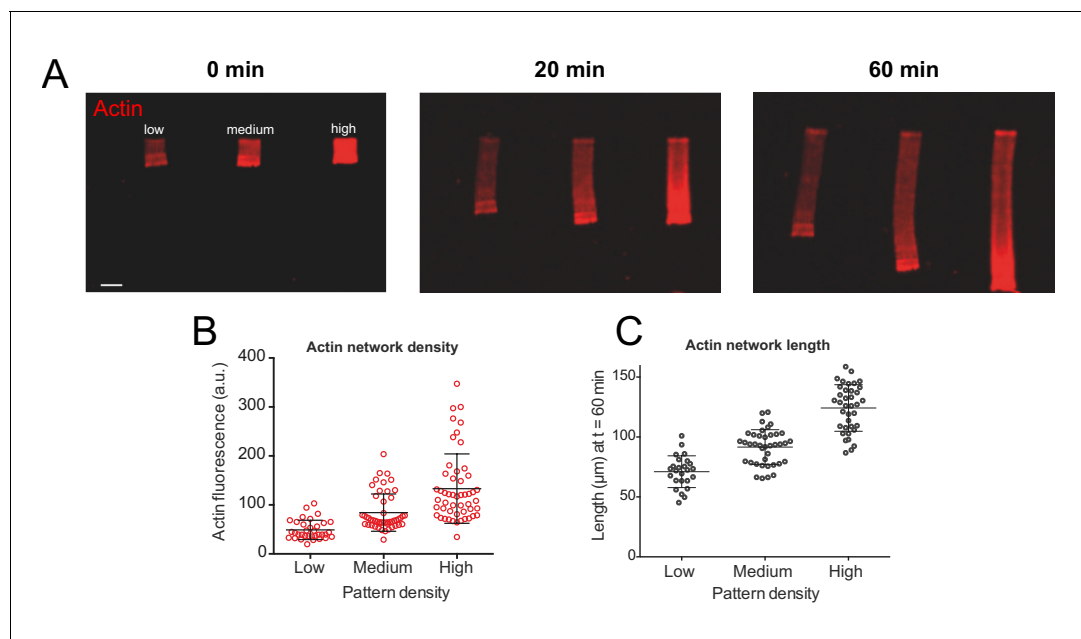 A
0 min
20 min
60 min
Actin
low
medium
high
B
Actin network density
Actin fluorescence (a.u.)
400
300
200
100
0
Low
Medium
High
Pattern density
C
Actin network length
Length (µm) at t = 60 min
150
100
50
0
Low
Medium
High
Pattern density